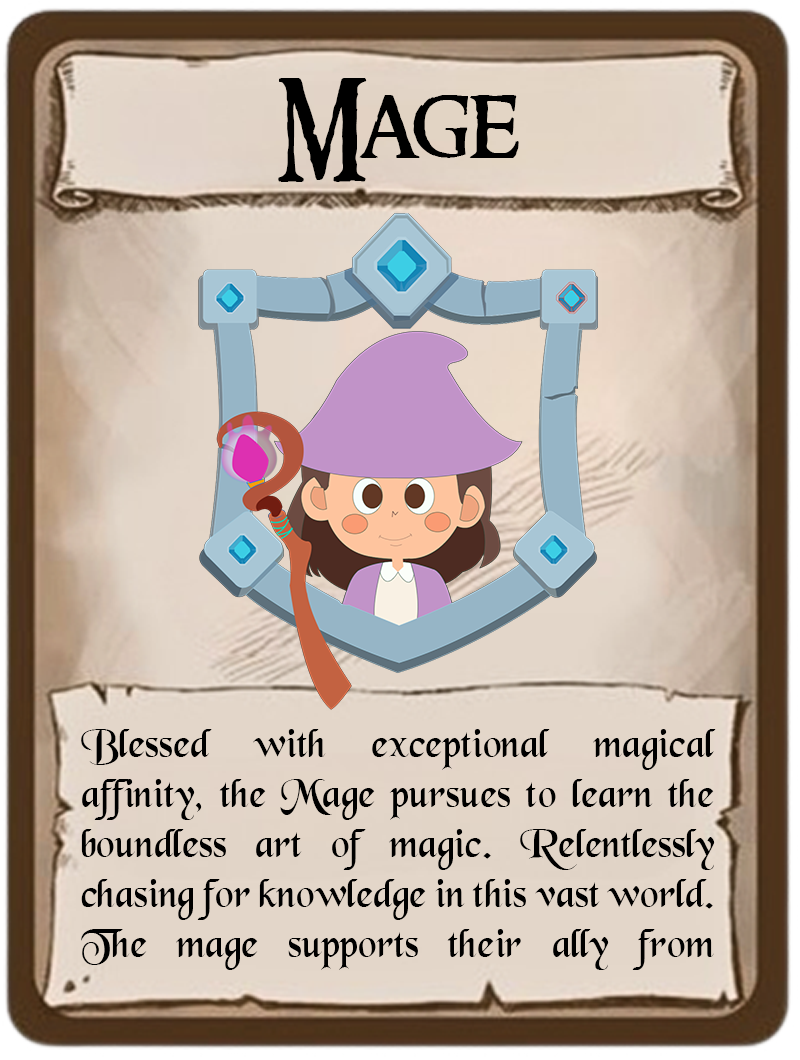 Mage
Blessed with exceptional magical
affinity, the Mage pursues to learn the
boundless art of magic. Relentlessly
chasing for knowledge in this vast world.
The mage supports their ally from